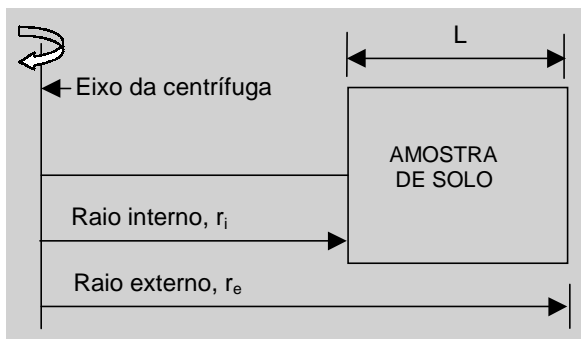 L
Eixo da centrífuga
AMOSTRA
DE SOLO
Raio interno, rᵢ
Raio externo, rₑ